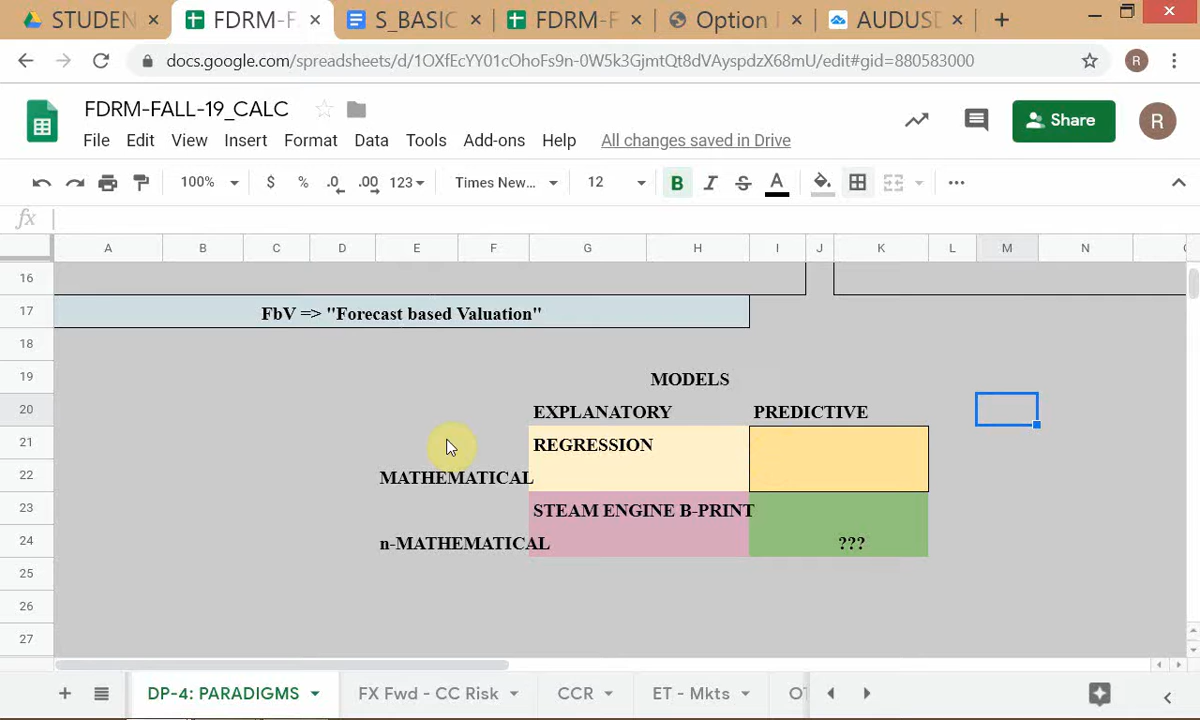 STUDEN
FDRM-F
S_BASIC
FDRM-F
Option
AUDUSD
docs.google.com/spreadsheets/d/1OXfEcYY01cOhoFs9n-0W5k3GjmtQt8dVAyspdzX68mU/edit#gid=880583000
R
FDRM-FALL-19_CALC
File Edit View Insert Format Data Tools Add-ons Help All changes saved in Drive
Share
R
100% $ % .0 .00 123 Times New... 12 B I S A
fx
A B C D E F G H I J K L M N
16
17 FbV => "Forecast based Valuation"
18
19 MODELS
20 EXPLANATORY PREDICTIVE
21 REGRESSION
22 MATHEMATICAL
23 STEAM ENGINE B-PRINT
24 n-MATHEMATICAL ???
25
26
27
DP-4: PARADIGMS FX Fwd - CC Risk CCR ET - Mkts